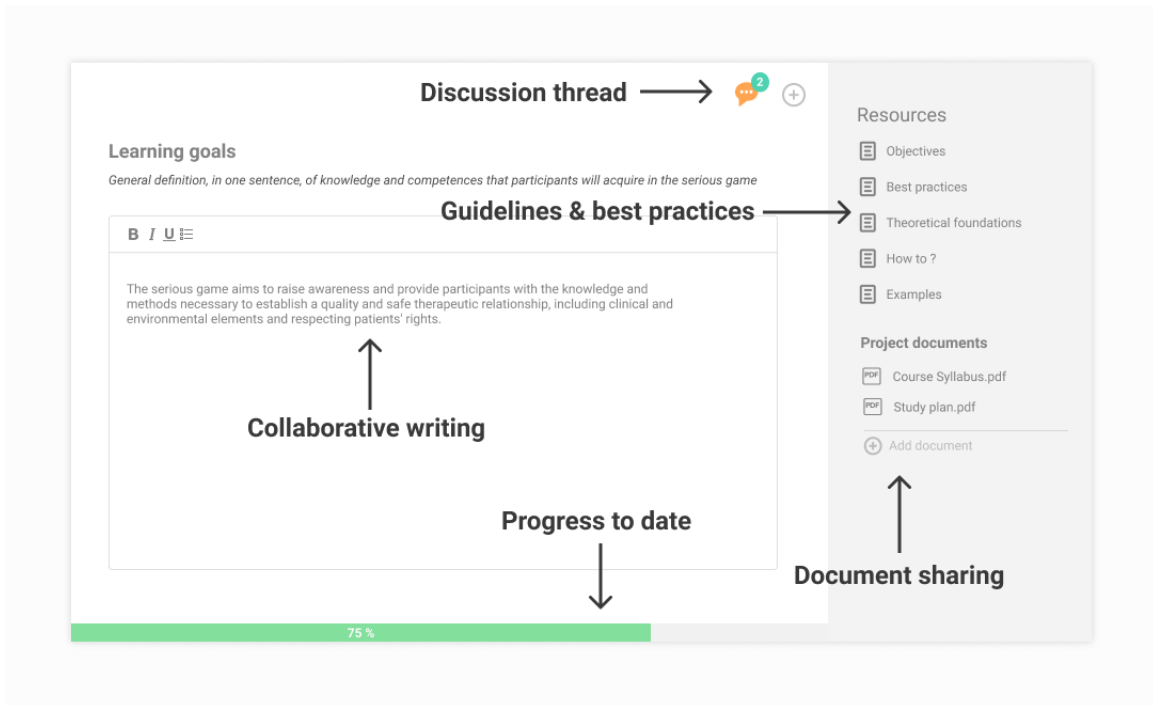 Discussion thread
2
Resources
Learning goals
Objectives
General definition, in one sentence, of knowledge and competences that participants will acquire in the serious game
Best practices
Guidelines & best practices
Theoretical foundations
B I U
How to ?
The serious game aims to raise awareness and provide participants with the knowledge and
methods necessary to establish a quality and safe therapeutic relationship, including clinical and
environmental elements and respecting patients' rights.
Examples
Project documents
PDF Course Syllabus.pdf
PDF Study plan.pdf
Collaborative writing
Add document
Progress to date
Document sharing
75 %